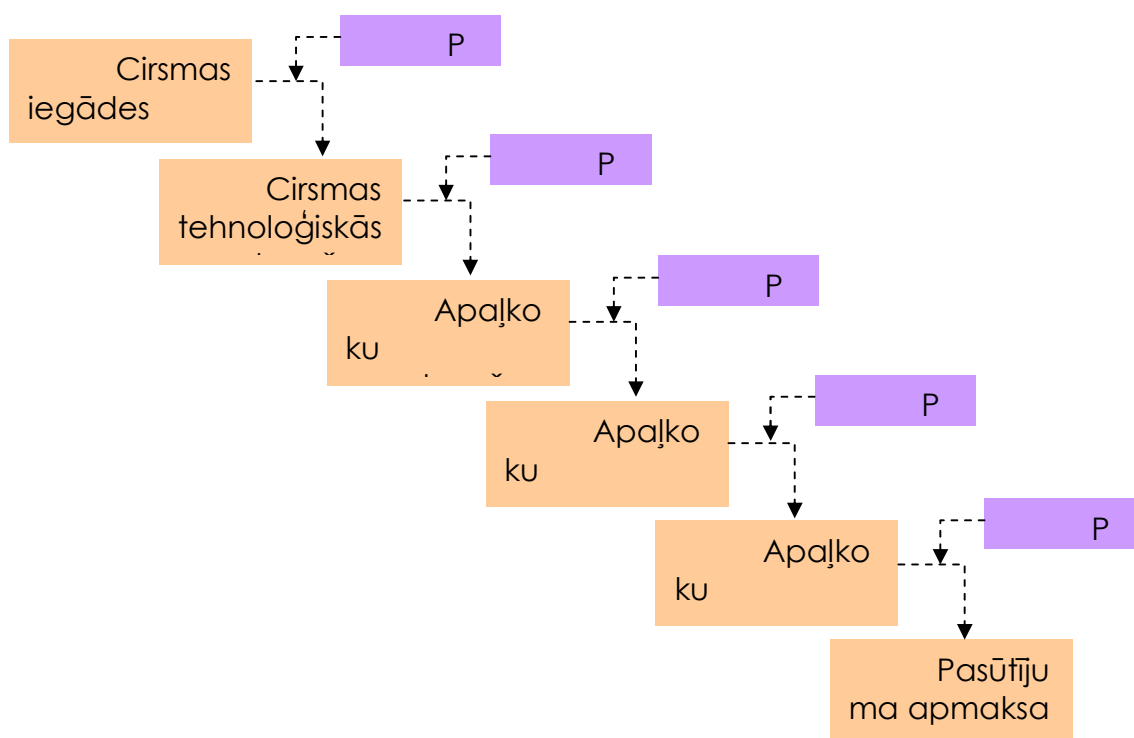 P
Cirsmas
iegādes
P
Cirsmas
tehnoloģiskās
P
Apaļko
ku
P
Apaļko
ku
P
Apaļko
ku
Pasūtīju
ma apmaksa